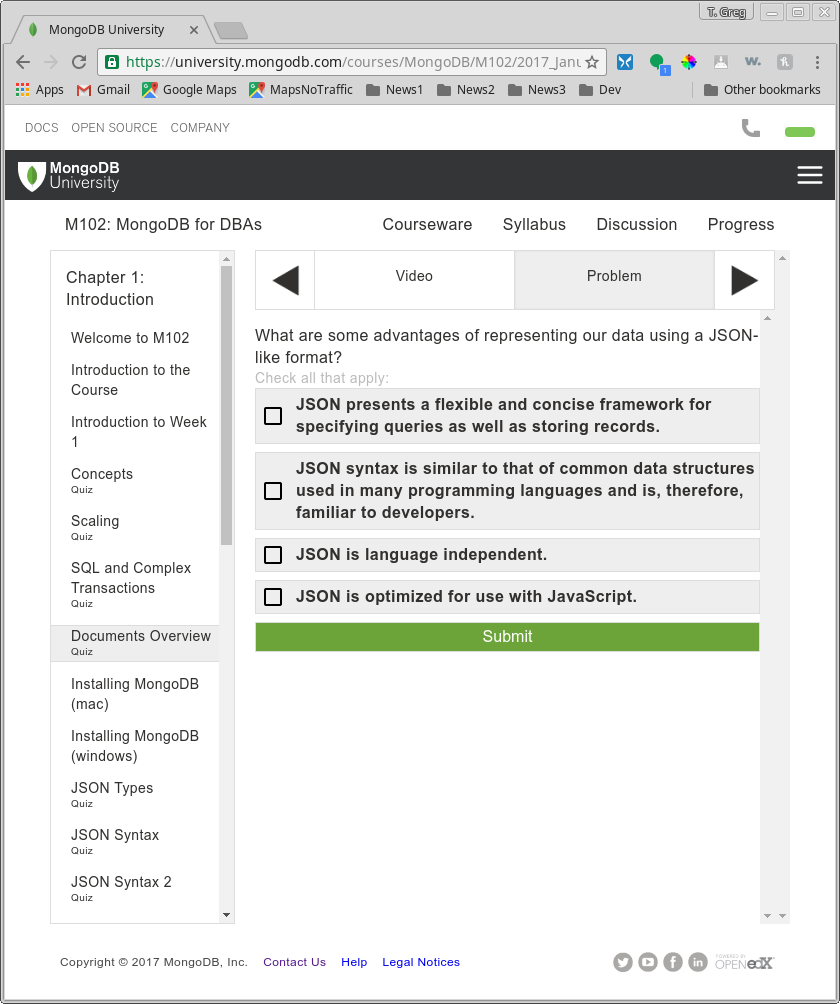 T. Greg
MongoDB University
https://university.mongodb.com/courses/MongoDB/M102/2017_Janu
Apps Gmail Google Maps MapsNoTraffic News1 News2 News3 Dev Other bookmarks
DOCS OPEN SOURCE COMPANY
MongoDB
University
M102: MongoDB for DBAs Courseware Syllabus Discussion Progress
Chapter 1:
Introduction
Welcome to M102
Introduction to the
Course
Introduction to Week
1
Concepts
Quiz
Scaling
Quiz
SQL and Complex
Transactions
Quiz
Documents Overview
Quiz
Installing MongoDB
(mac)
Installing MongoDB
(windows)
JSON Types
Quiz
JSON Syntax
Quiz
JSON Syntax 2
Quiz
Video Problem
What are some advantages of representing our data using a JSON-
like format?
Check all that apply:
JSON presents a flexible and concise framework for
specifying queries as well as storing records.
JSON syntax is similar to that of common data structures
used in many programming languages and is, therefore,
familiar to developers.
JSON is language independent.
JSON is optimized for use with JavaScript.
Submit
Copyright © 2017 MongoDB, Inc. Contact Us Help Legal Notices
POWERED BY
OPEN edX